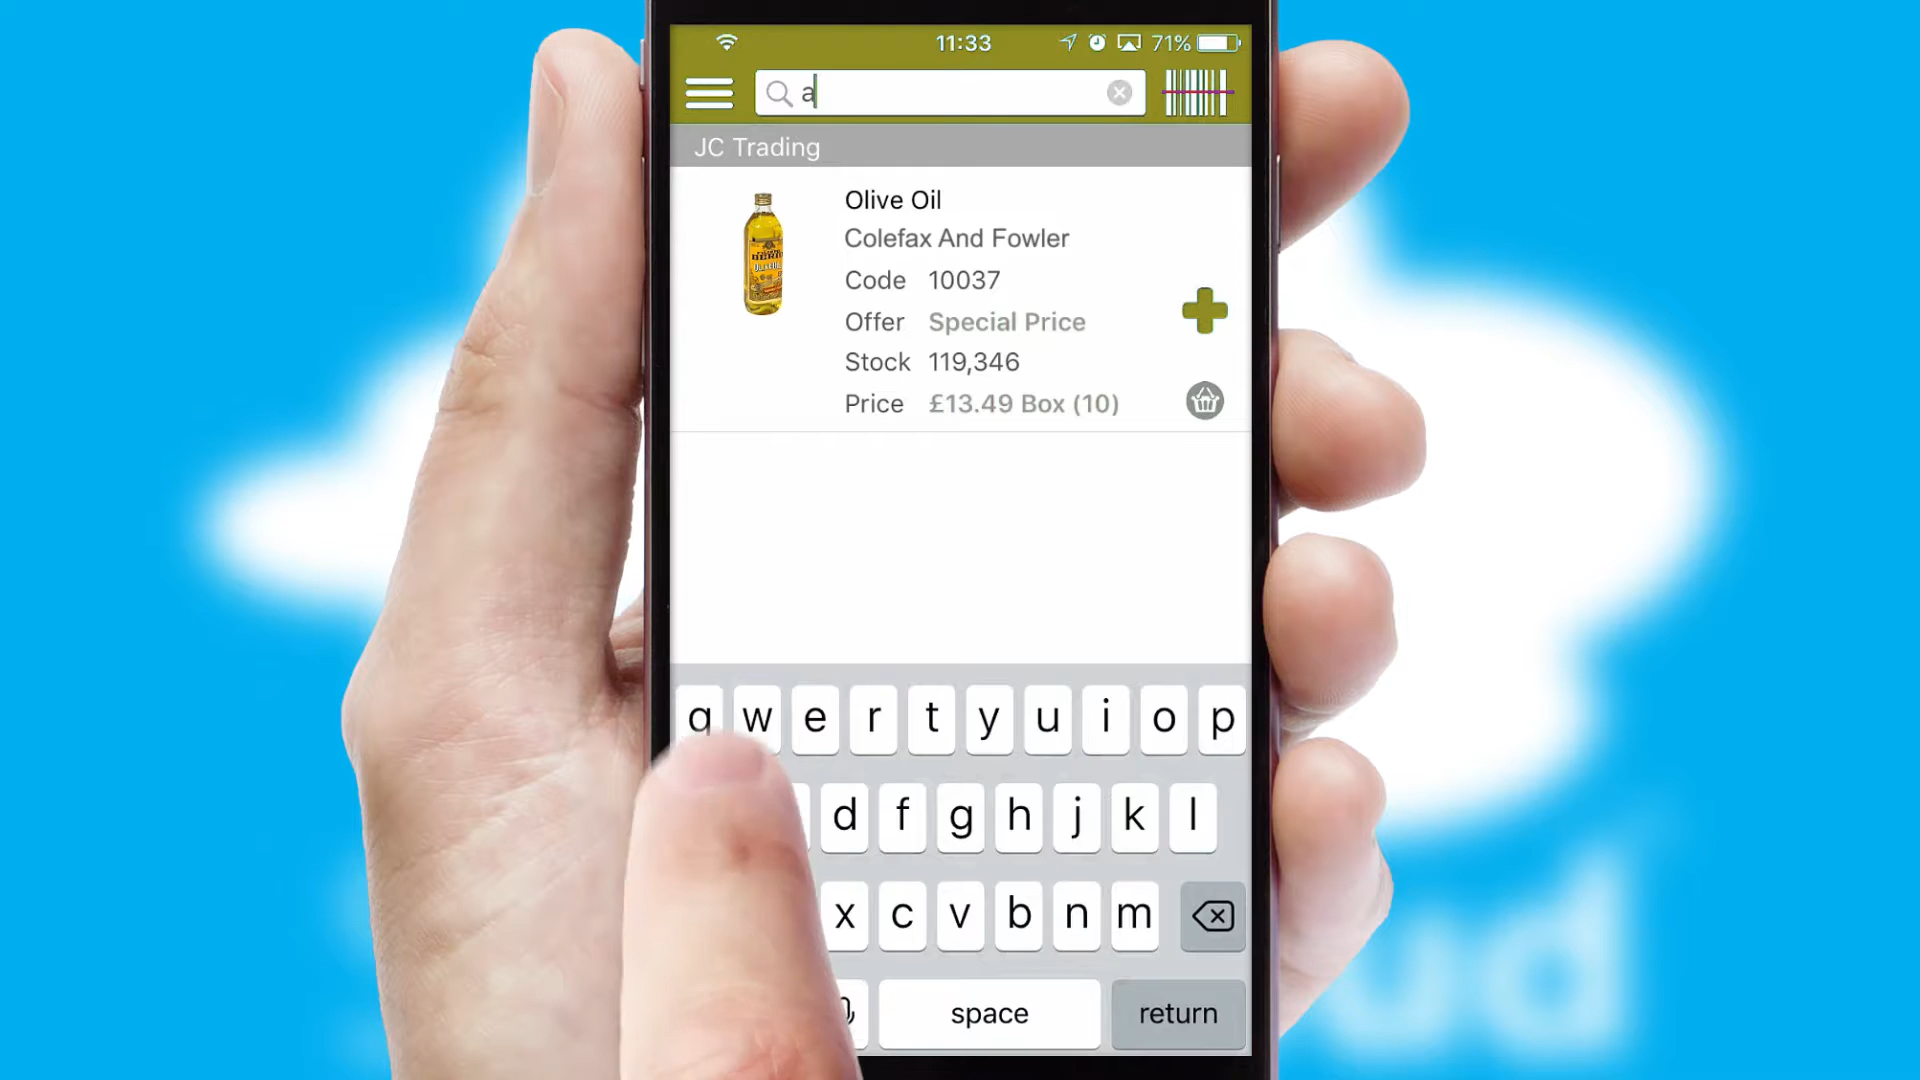 11:33 71%
a
JC Trading
Olive Oil
Colefax And Fowler
Code 10037
Offer Special Price
Stock 119,346
Price £13.49 Box (10)
q w e r t y u i o p
d f g h j k l
x c v b n m
space return
ud